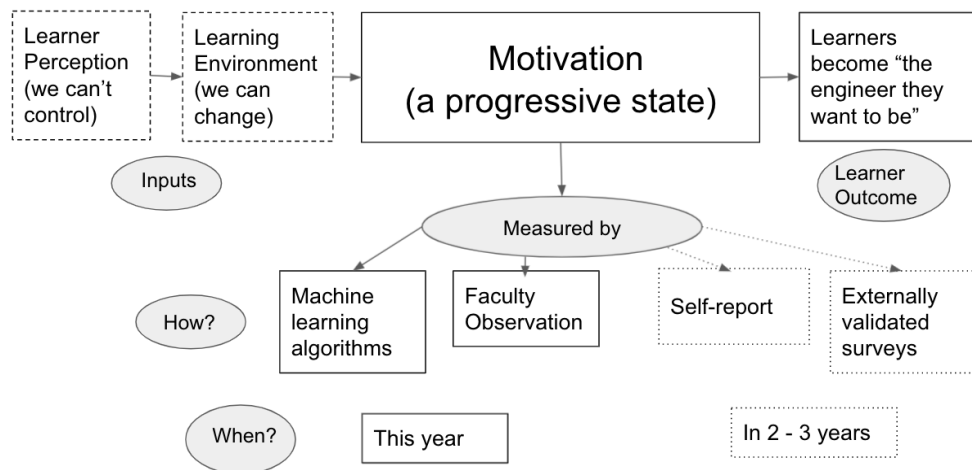 Learner
Perception
(we can't
control)
Learning
Environment
(we can
change)
Motivation
(a progressive state)
Learners
become “the
engineer they
want to be”
Inputs
Learner
Outcome
Measured by
How?
Machine
learning
algorithms
Faculty
Observation
Self-report
Externally
validated
surveys
When?
This year
In 2 - 3 years